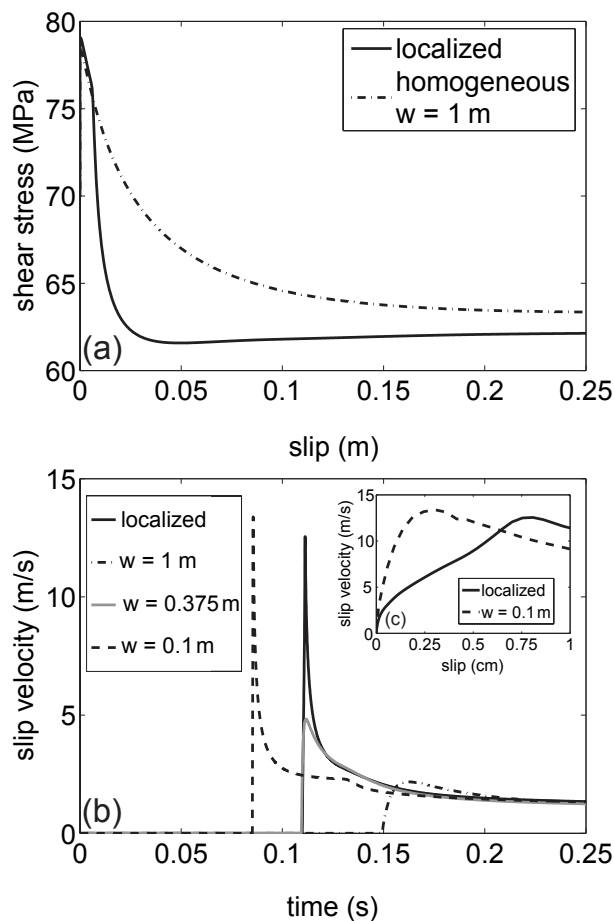 80
75
70
65
60
shear stress (MPa)
localized
homogeneous
w = 1 m
(a)
0
0.05
0.1
0.15
0.2
0.25
slip (m)
15
10
5
0
slip velocity (m/s)
localized
w = 1 m
w = 0.375 m
w = 0.1 m
(b)
15
10
5
0
slip velocity (m/s)
(c)
localized
w = 0.1 m
0
0.25
0.5
0.75
1
slip (cm)
0
0.05
0.1
0.15
0.2
0.25
time (s)